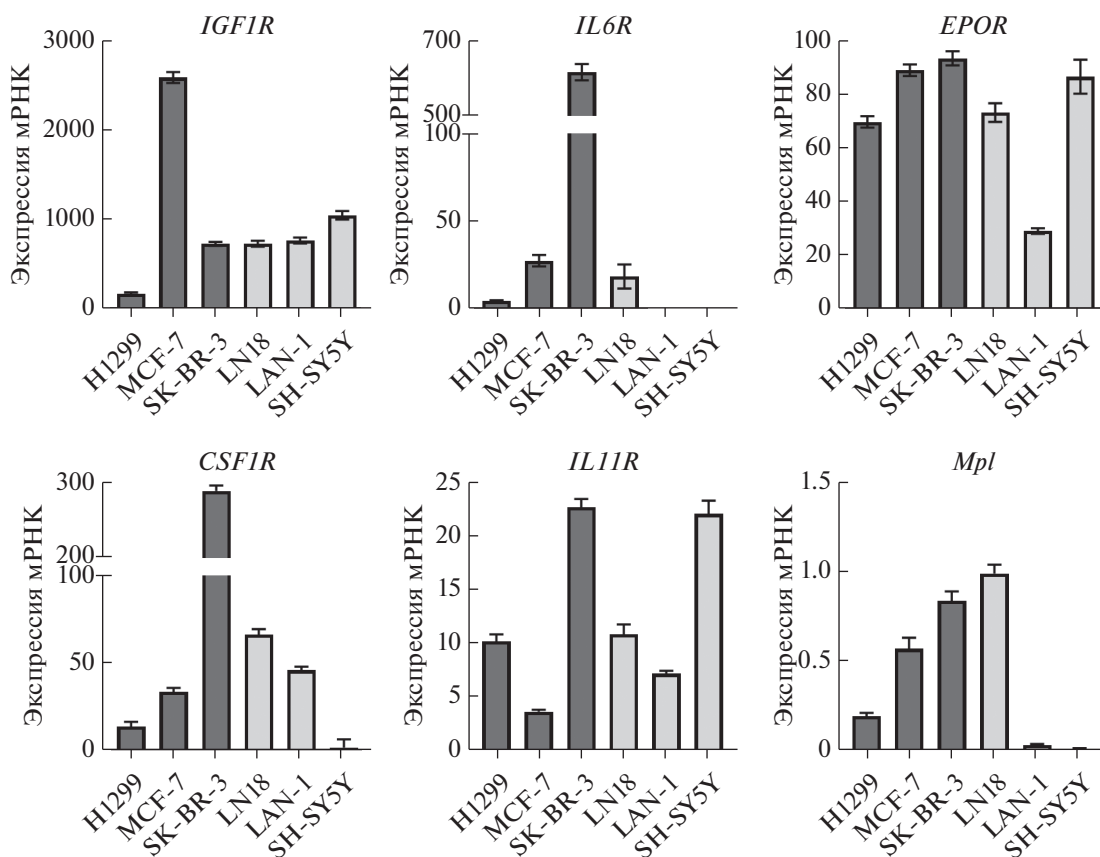 IGF1R
Экспрессия мРНК
3000
2000
1000
0
H1299
MCF-7
SK-BR-3
LN18
LAN-1
SH-SY5Y
IL6R
Экспрессия мРНК
700
500
100
50
0
H1299
MCF-7
SK-BR-3
LN18
LAN-1
SH-SY5Y
EPOR
Экспрессия мРНК
100
80
60
40
20
0
H1299
MCF-7
SK-BR-3
LN18
LAN-1
SH-SY5Y
CSF1R
Экспрессия мРНК
300
200
100
50
0
H1299
MCF-7
SK-BR-3
LN18
LAN-1
SH-SY5Y
IL11R
Экспрессия мРНК
25
20
15
10
5
0
H1299
MCF-7
SK-BR-3
LN18
LAN-1
SH-SY5Y
Mpl
Экспрессия мРНК
1.5
1.0
0.5
0
H1299
MCF-7
SK-BR-3
LN18
LAN-1
SH-SY5Y